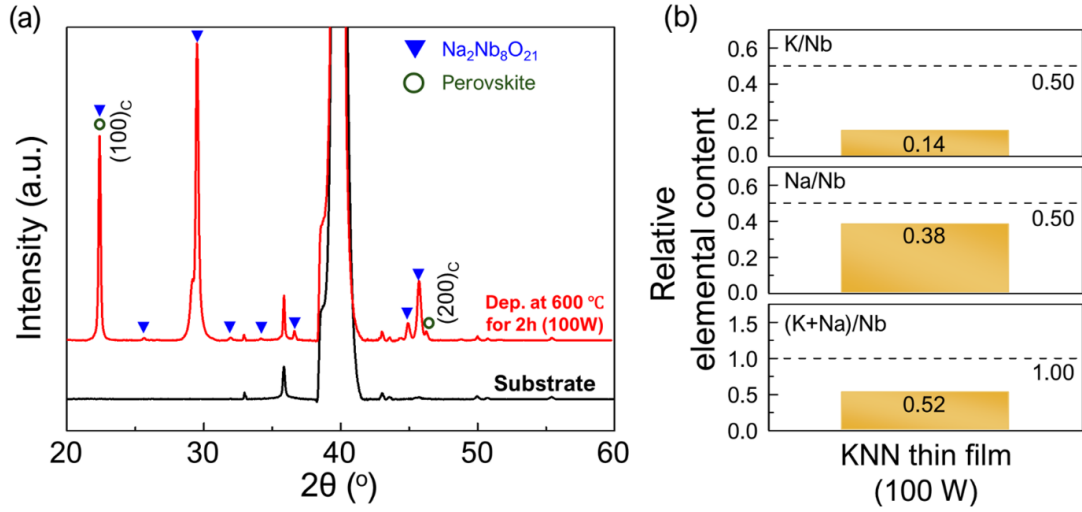 (a)
Intensity (a.u.)
(100)C
Na₂Nb₈O₂₁
Perovskite
(200)C
Dep. at 600 ℃
for 2h (100W)
Substrate
20 30 40 50 60
2θ (o)
(b)
Relative
elemental content
K/Nb
0.6
0.4
0.2
0.0
0.50
0.14
Na/Nb
0.6
0.4
0.2
0.0
0.50
0.38
(K+Na)/Nb
1.5
1.0
0.5
0.0
1.00
0.52
KNN thin film
(100 W)